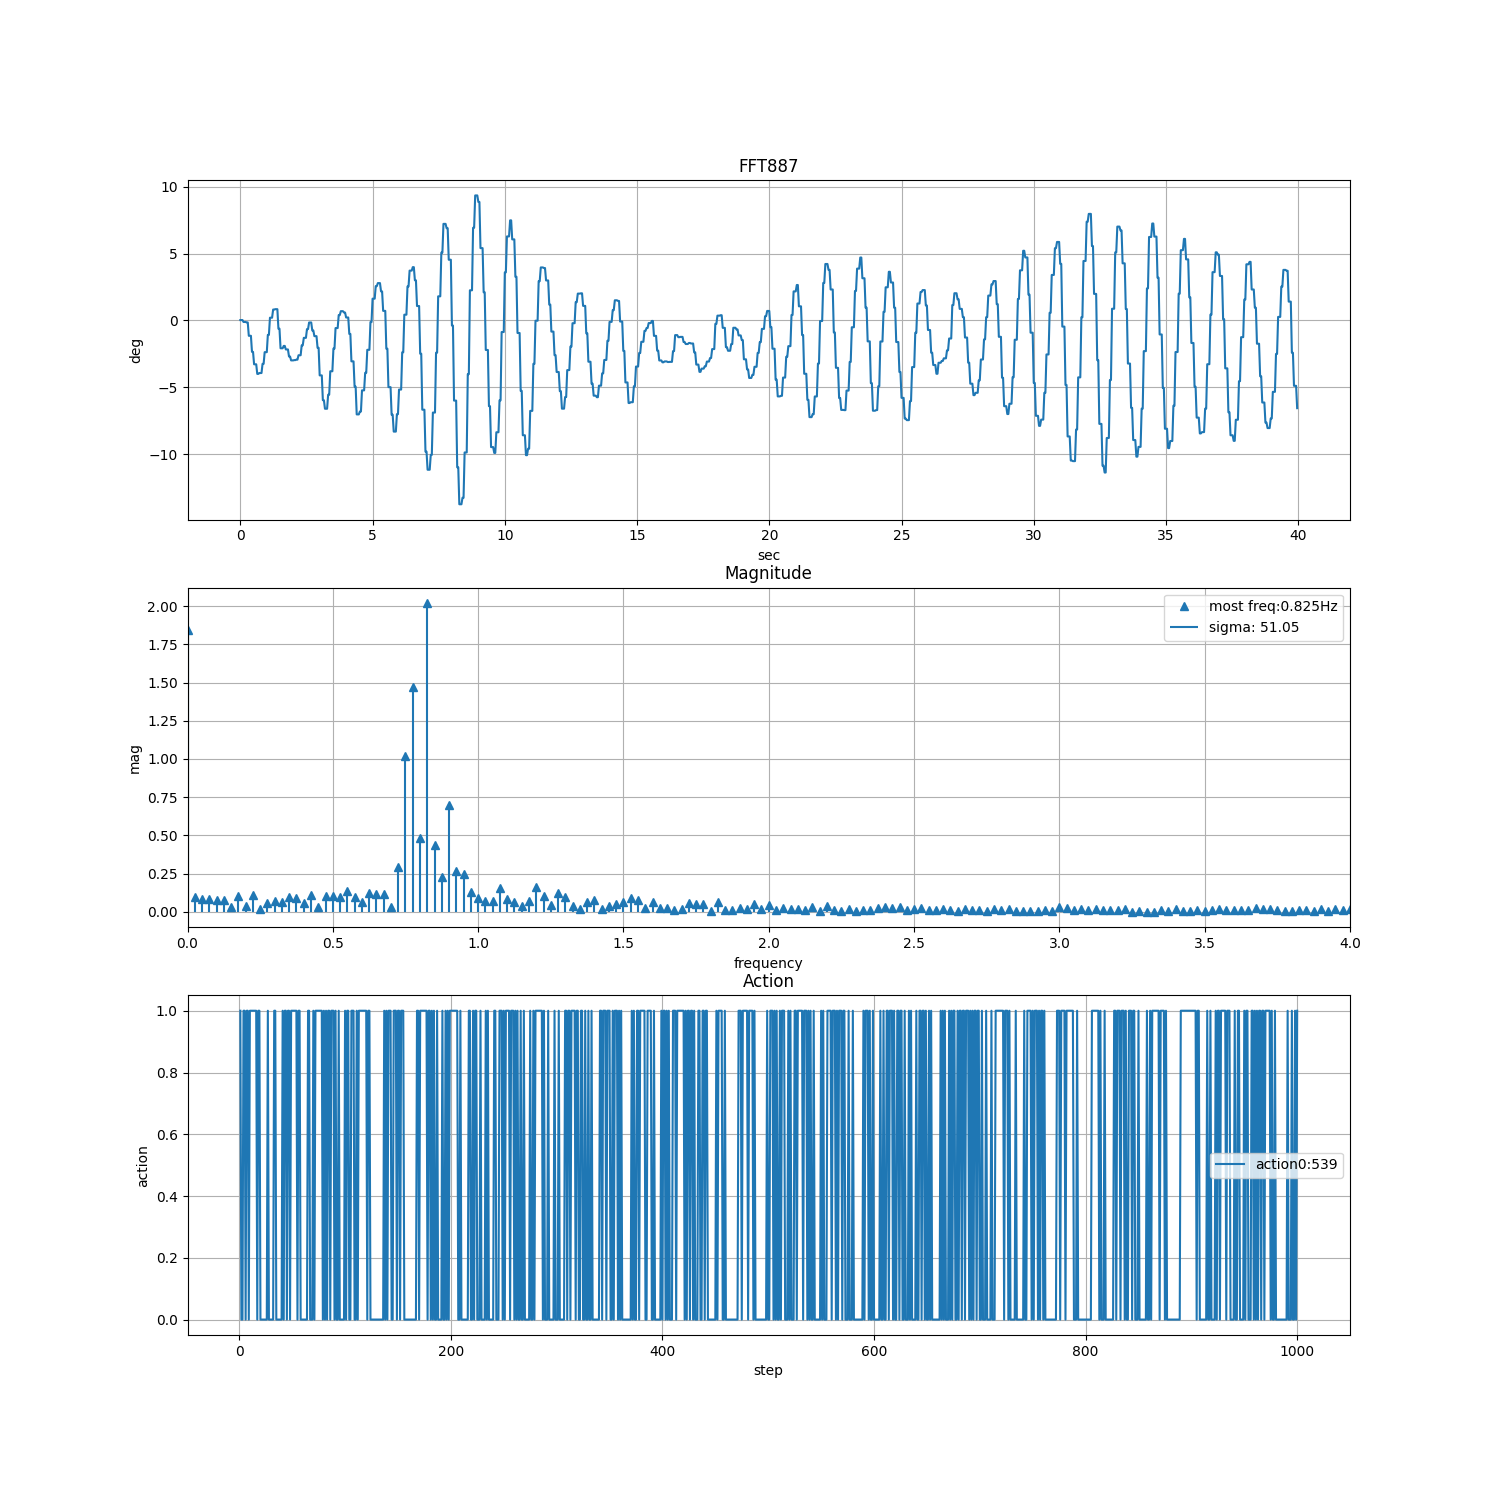 FFT887
10
5
0
−5
−10
deg
0 5 10 15 20 25 30 35 40
sec
Magnitude
2.00
1.75
1.50
1.25
1.00
0.75
0.50
0.25
0.00
mag
most freq:0.825Hz
sigma: 51.05
0.0 0.5 1.0 1.5 2.0 2.5 3.0 3.5 4.0
frequency
Action
1.0
0.8
0.6
0.4
0.2
0.0
action
action0:539
0 200 400 600 800 1000
step